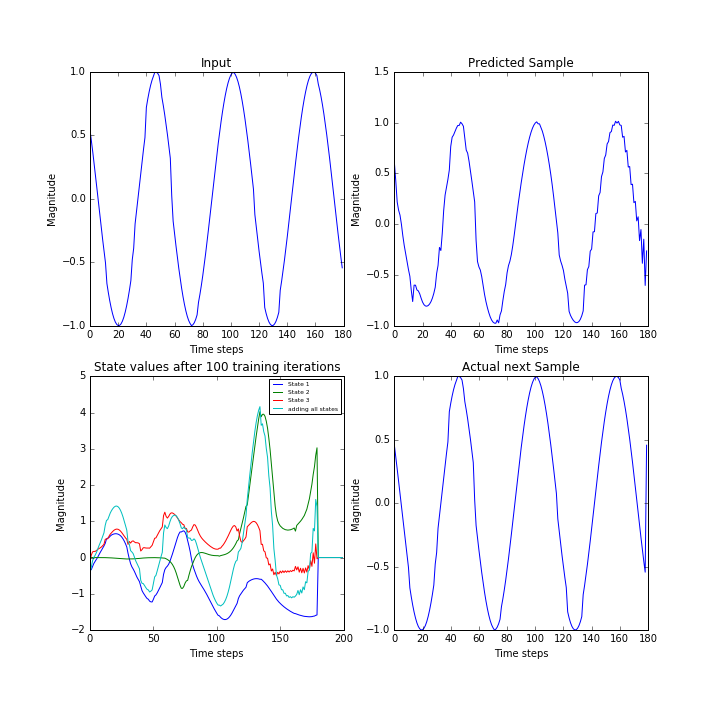 Input
Magnitude
1.0
0.5
0.0
−0.5
−1.0
0 20 40 60 80 100 120 140 160 180
Time steps
Predicted Sample
Magnitude
1.5
1.0
0.5
0.0
−0.5
−1.0
0 20 40 60 80 100 120 140 160 180
Time steps
State values after 100 training iterations
Magnitude
5
4
3
2
1
0
−1
−2
0 50 100 150 200
Time steps
State 1
State 2
State 3
adding all states
Actual next Sample
Magnitude
1.0
0.5
0.0
−0.5
−1.0
0 20 40 60 80 100 120 140 160 180
Time steps